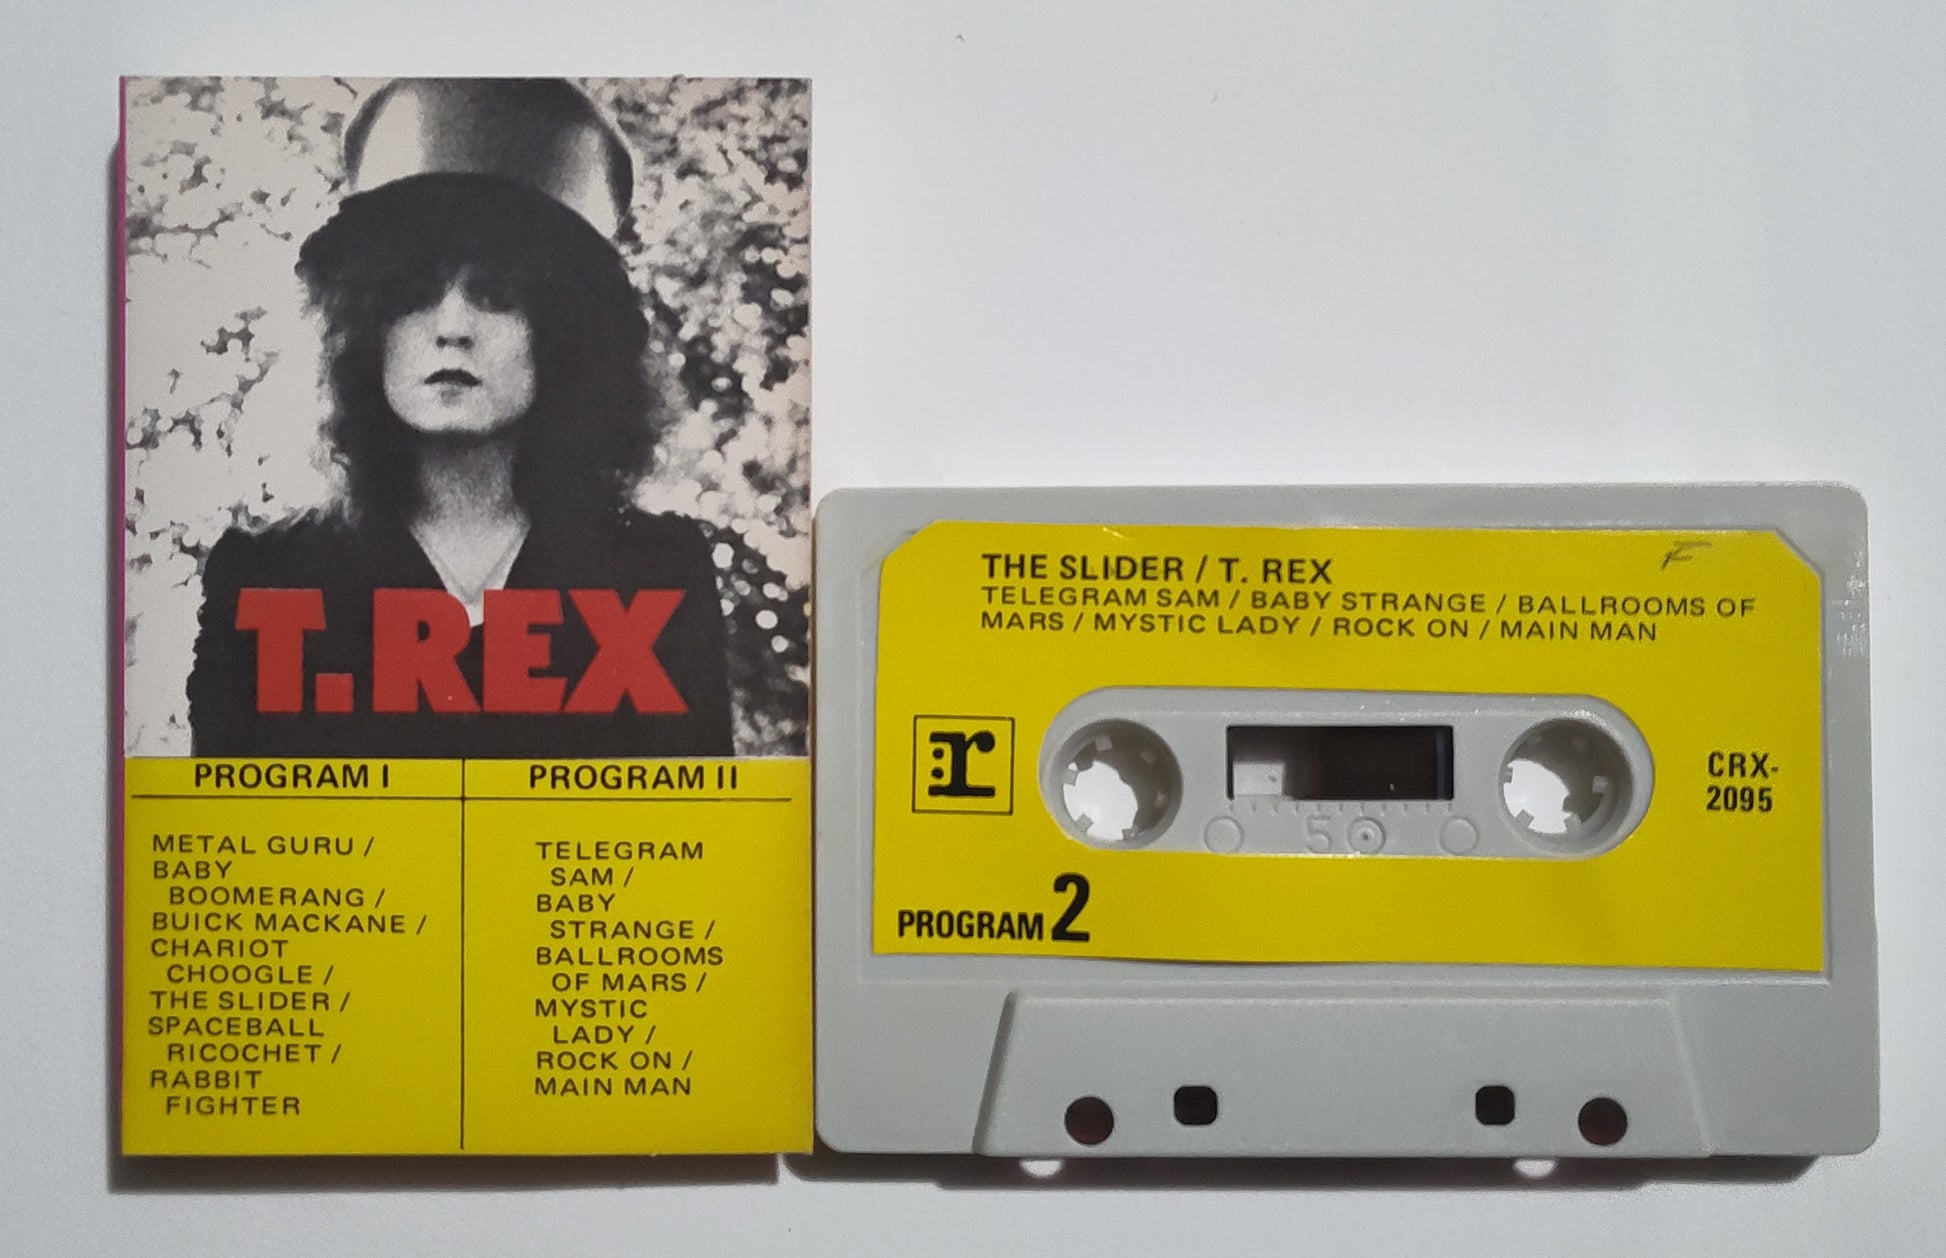 T.REX
PROGRAM I
METAL GURU /
BABY
BOOMERANG /
BUICK MACKANE /
CHARIOT
CHOOGLE /
THE SLIDER /
SPACEBALL
RICOCHET /
RABBIT
FIGHTER
PROGRAM II
TELEGRAM
SAM /
BABY
STRANGE /
BALLROOMS
OF MARS /
MYSTIC
LADY /
ROCK ON /
MAIN MAN
THE SLIDER / T. REX
TELEGRAM SAM / BABY STRANGE / BALLROOMS OF
MARS / MYSTIC LADY / ROCK ON / MAIN MAN
F
:r
CRX-
2095
50
PROGRAM 2